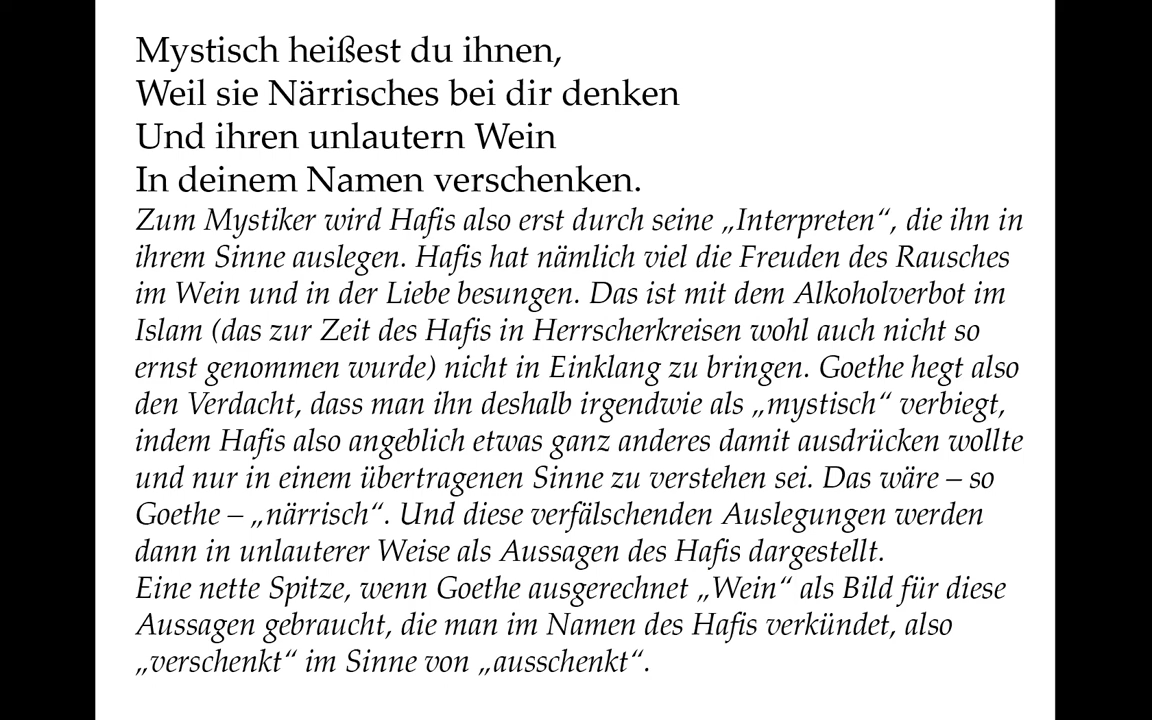 Mystisch heißest du ihnen,
Weil sie Närrisches bei dir denken
Und ihren unlautern Wein
In deinem Namen verschenken.
Zum Mystiker wird Hafis also erst durch seine „Interpreten“, die ihn in
ihrem Sinne auslegen. Hafis hat nämlich viel die Freuden des Rausches
im Wein und in der Liebe besungen. Das ist mit dem Alkoholverbot im
Islam (das zur Zeit des Hafis in Herrscherkreisen wohl auch nicht so
ernst genommen wurde) nicht in Einklang zu bringen. Goethe hegt also
den Verdacht, dass man ihn deshalb irgendwie als „mystisch“ verbiegt,
indem Hafis also angeblich etwas ganz anderes damit ausdrücken wollte
und nur in einem übertragenen Sinne zu verstehen sei. Das wäre – so
Goethe – „närrisch“. Und diese verfälschenden Auslegungen werden
dann in unlauterer Weise als Aussagen des Hafis dargestellt.
Eine nette Spitze, wenn Goethe ausgerechnet „Wein“ als Bild für diese
Aussagen gebraucht, die man im Namen des Hafis verkündet, also
„verschenkt“ im Sinne von „ausschenkt“.